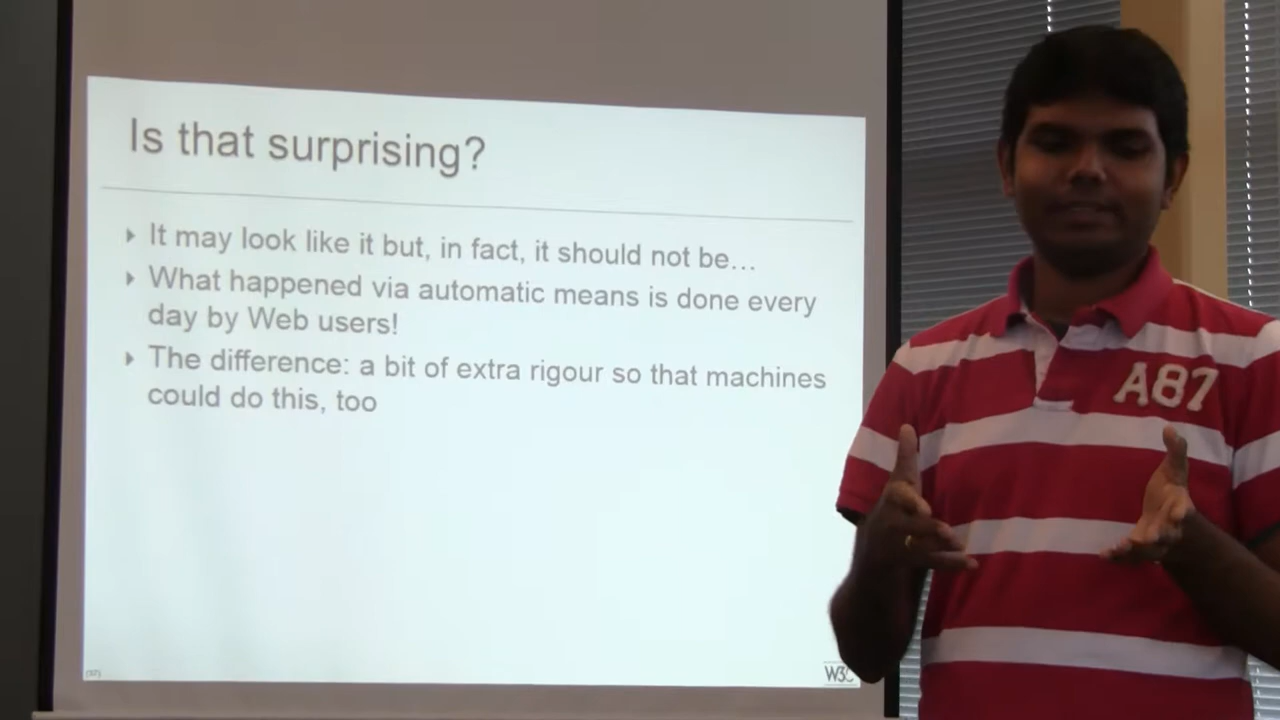 Is that surprising?
It may look like it but, in fact, it should not be…
What happened via automatic means is done every
day by Web users!
The difference: a bit of extra rigour so that machines
could do this, too
A87
W3C